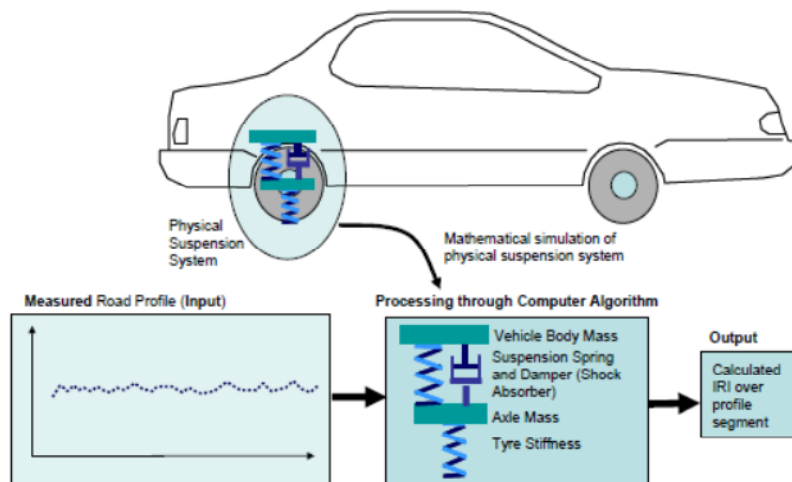 Physical
Suspension
System
Mathematical simulation of
physical suspension system
Measured Road Profile (Input)
Processing through Computer Algorithm
Vehicle Body Mass
Suspension Spring
and Damper (Shock
Absorber)
Axle Mass
Tyre Stiffness
Output
Calculated
IRI over
profile
segment